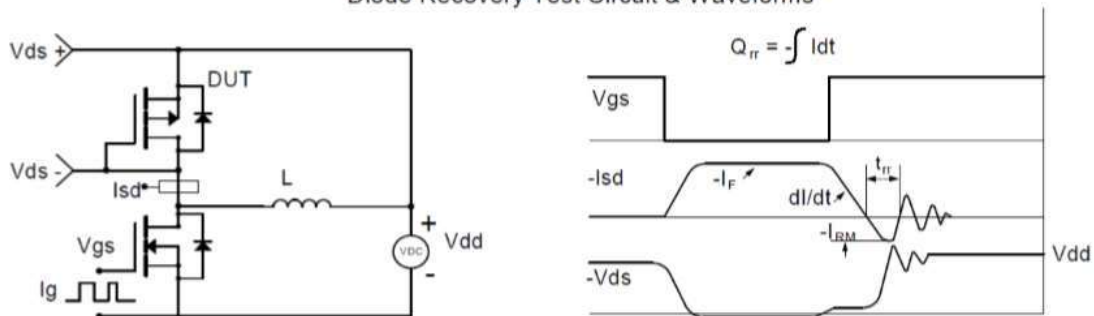 Diode Recovery Test Circuit & Waveforms
Vds +
DUT
Vds -
Isd
L
Vgs
Ig
+
VDC
-
Vdd
Qrr = -∫ Idt
Vgs
-Isd
-IF
dI/dt
trr
-IRM
Vdd
-Vds